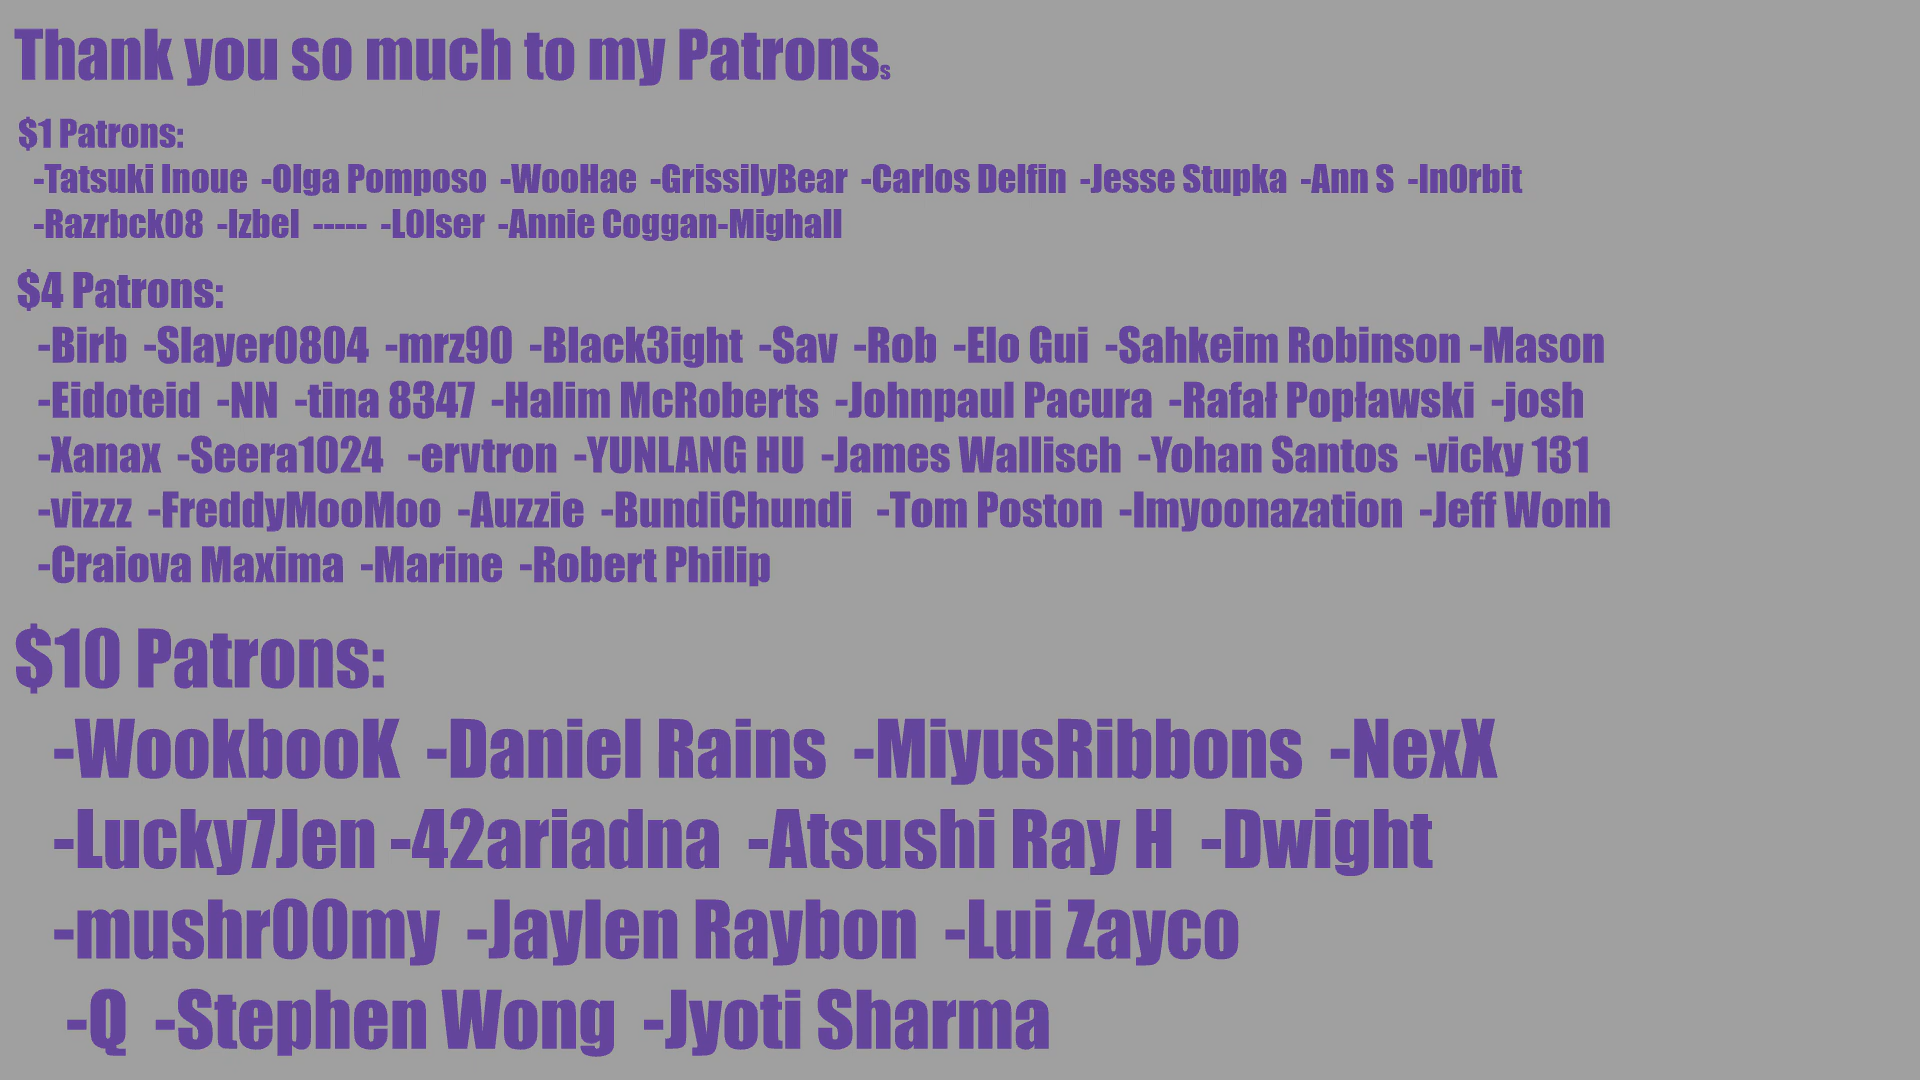 Thank you so much to my Patronss
$1 Patrons:
-Tatsuki Inoue -Olga Pomposo -WooHae -GrissilyBear -Carlos Delfin -Jesse Stupka -Ann S -InOrbit
-Razrbck08 -Izbel ----- -L0lser -Annie Coggan-Mighall
$4 Patrons:
-Birb -Slayer0804 -mrz90 -Black3ight -Sav -Rob -Elo Gui -Sahkeim Robinson -Mason
-Eidoteid -NN -tina 8347 -Halim McRoberts -Johnpaul Pacura -Rafał Popławski -josh
-Xanax -Seera1024 -ervtron -YUNLANG HU -James Wallisch -Yohan Santos -vicky 131
-vizzz -FreddyMooMoo -Auzzie -BundiChundi -Tom Poston -Imyoonazation -Jeff Wonh
-Craiova Maxima -Marine -Robert Philip
$10 Patrons:
-WookbooK -Daniel Rains -MiyusRibbons -NexX
-Lucky7Jen -42ariadna -Atsushi Ray H -Dwight
-mushr00my -Jaylen Raybon -Lui Zayco
-Q -Stephen Wong -Jyoti Sharma